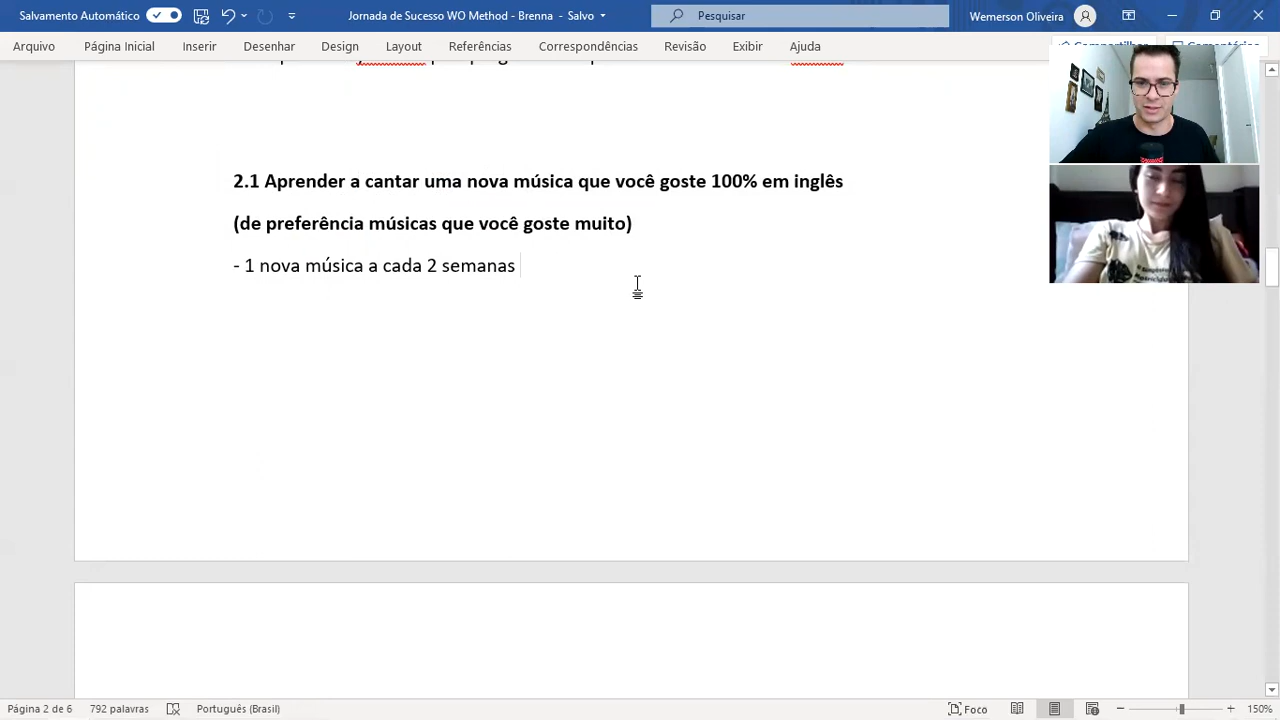 Salvamento Automático
Jornada de Sucesso WO Semanas - Brenna - Salvo
Pesquisar
Wemerson Oliveira
Arquivo
Página Inicial
Inserir
Desenhar
Design
Layout
Referências
Correspondências
Revisão
Exibir
Ajuda
2.1 Aprender a cantar uma nova música que você goste 100% em inglês
(de preferência músicas que você goste muito)
- 1 nova música a cada 2 semanas
Página 2 de 6
792 palavras
Português (Brasil)
Foco
150%